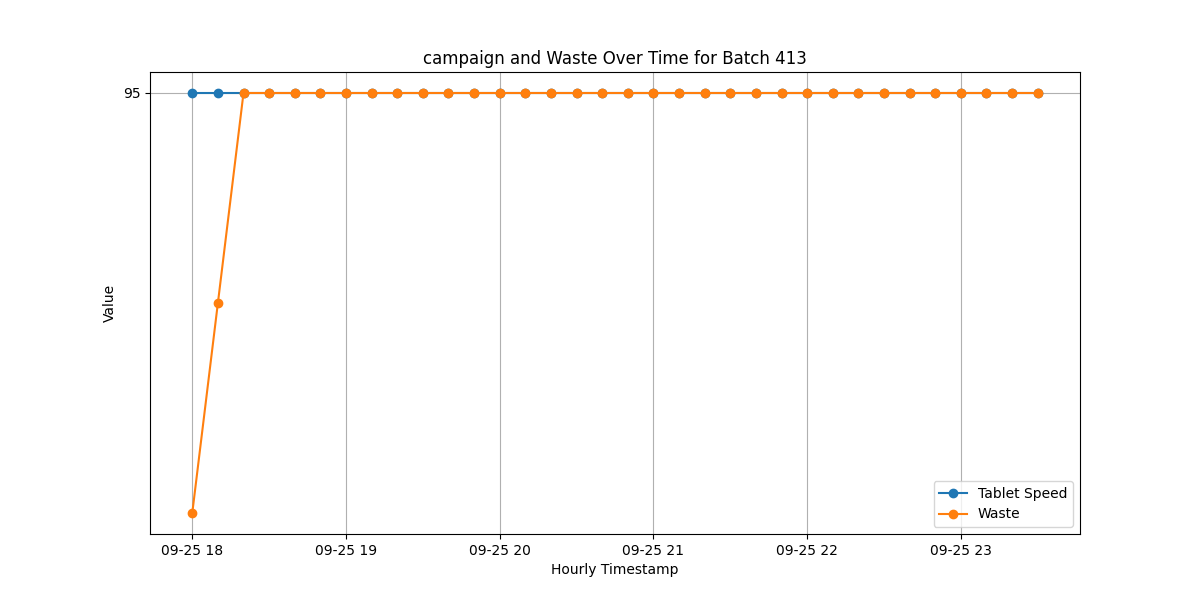 campaign and Waste Over Time for Batch 413
95
Value
Tablet Speed
Waste
09-25 18 09-25 19 09-25 20 09-25 21 09-25 22 09-25 23
Hourly Timestamp